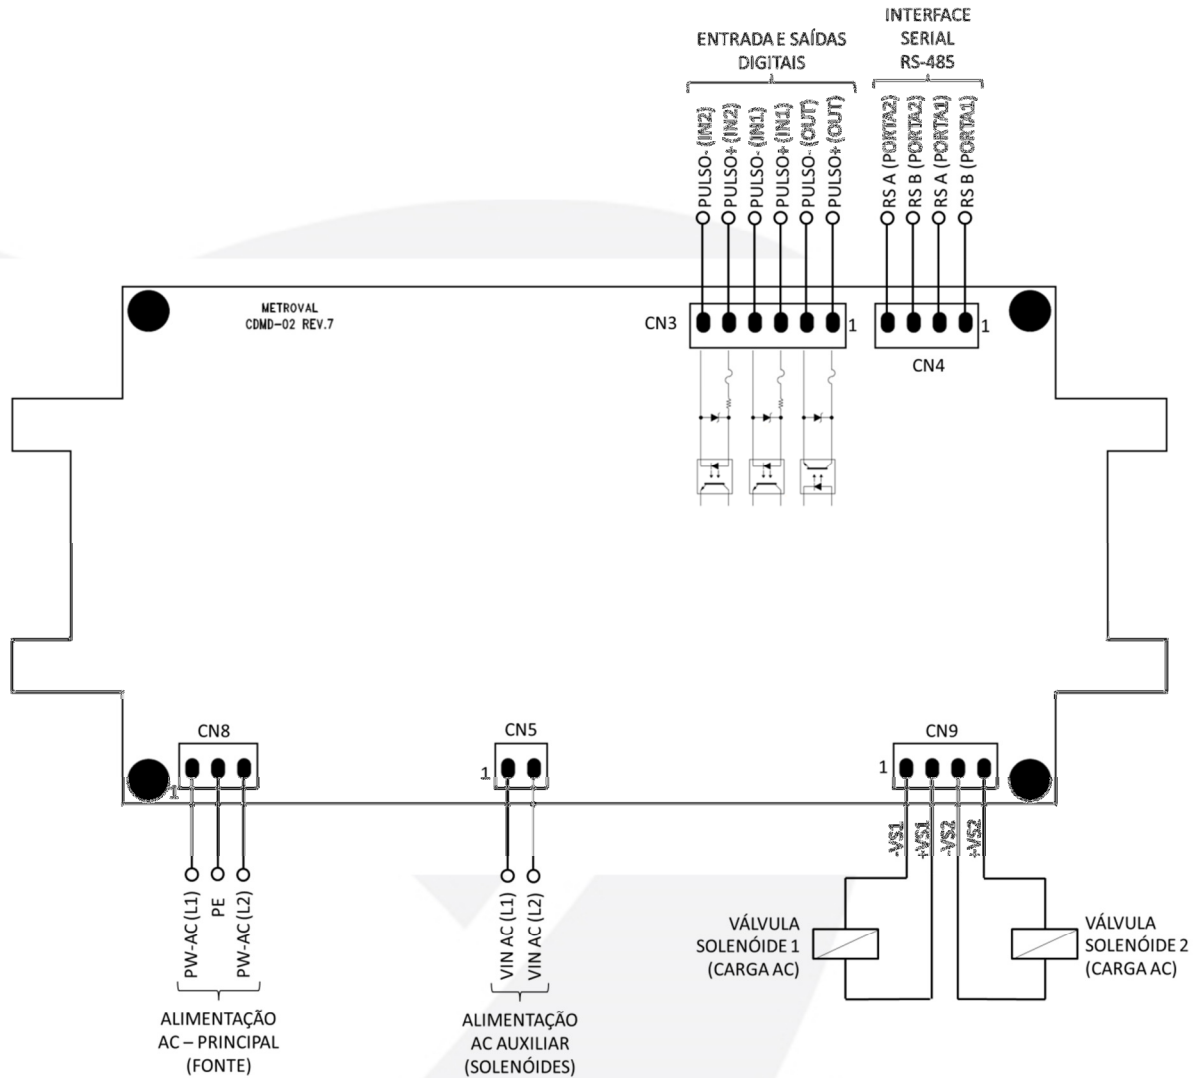 ENTRADA E SAÍDAS
DIGITAIS
INTERFACE
SERIAL
RS-485
PULSO- (IN2)
PULSO+ (IN2)
PULSO- (IN1)
PULSO+ (IN1)
PULSO- (OUT)
PULSO+ (OUT)
RS A (PORTA2)
RS B (PORTA2)
RS A (PORTA1)
RS B (PORTA1)
METROVAL
CDMD-02 REV.7
CN3
1
1
CN4
CN8
1
CN5
1
CN9
1
-VS1
+VS1
-VS2
+VS2
PW-AC (L1)
PE
PW-AC (L2)
VIN AC (L1)
VIN AC (L2)
VÁLVULA
SOLENÓIDE 1
(CARGA AC)
VÁLVULA
SOLENÓIDE 2
(CARGA AC)
ALIMENTAÇÃO
AC – PRINCIPAL
(FONTE)
ALIMENTAÇÃO
AC AUXILIAR
(SOLENÓIDES)